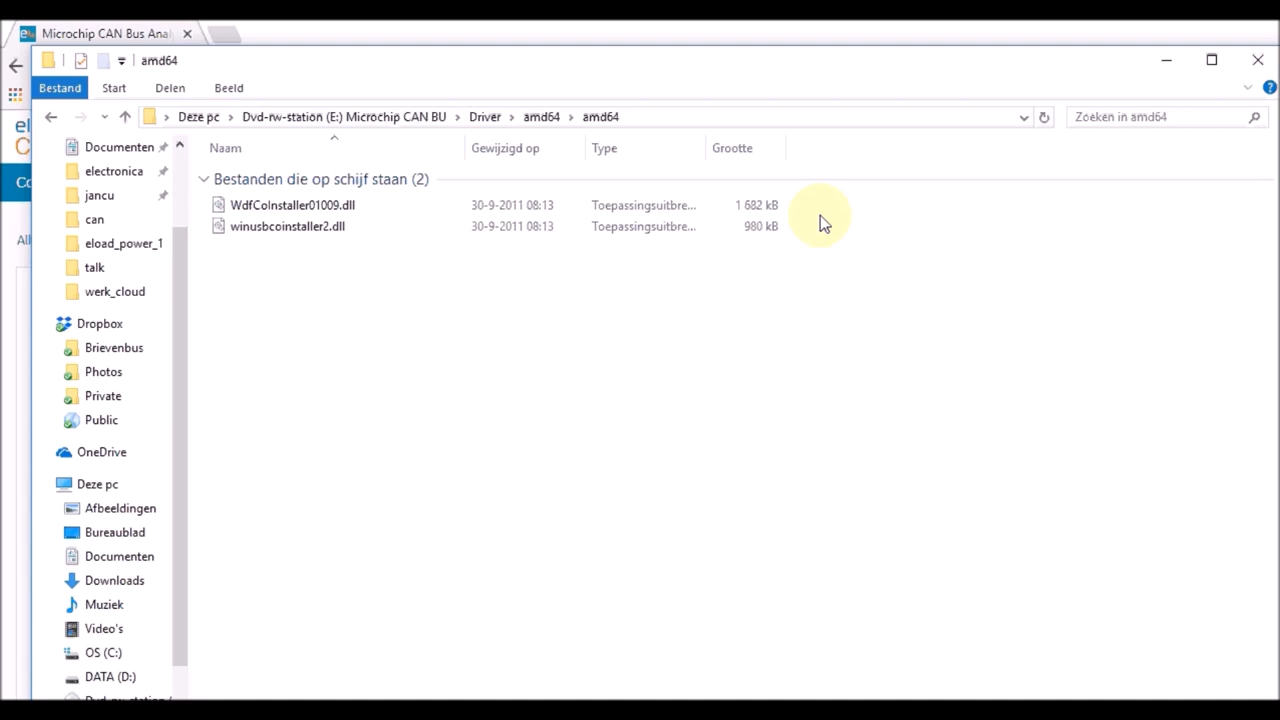 Microchip CAN Bus Ana
amd64
Bestand Start Delen Beeld
Deze pc > Dvd-rw-station (E:) Microchip CAN BU > Driver > amd64 > amd64
Zoeken in amd64
Naam Gewijzigd op Type Grootte
Bestanden die op schijf staan (2)
WdfCoInstaller01009.dll 30-9-2011 08:13 Toepassingsuitbre... 1 682 kB
winusbcoinstaller2.dll 30-9-2011 08:13 Toepassingsuitbre... 980 kB
Documenten
electronica
jancu
can
eload_power_1
talk
werk_cloud
Dropbox
Brievenbus
Photos
Private
Public
OneDrive
Deze pc
Afbeeldingen
Bureaublad
Documenten
Downloads
Muziek
Video's
OS (C:)
DATA (D:)
el
C
Co
All